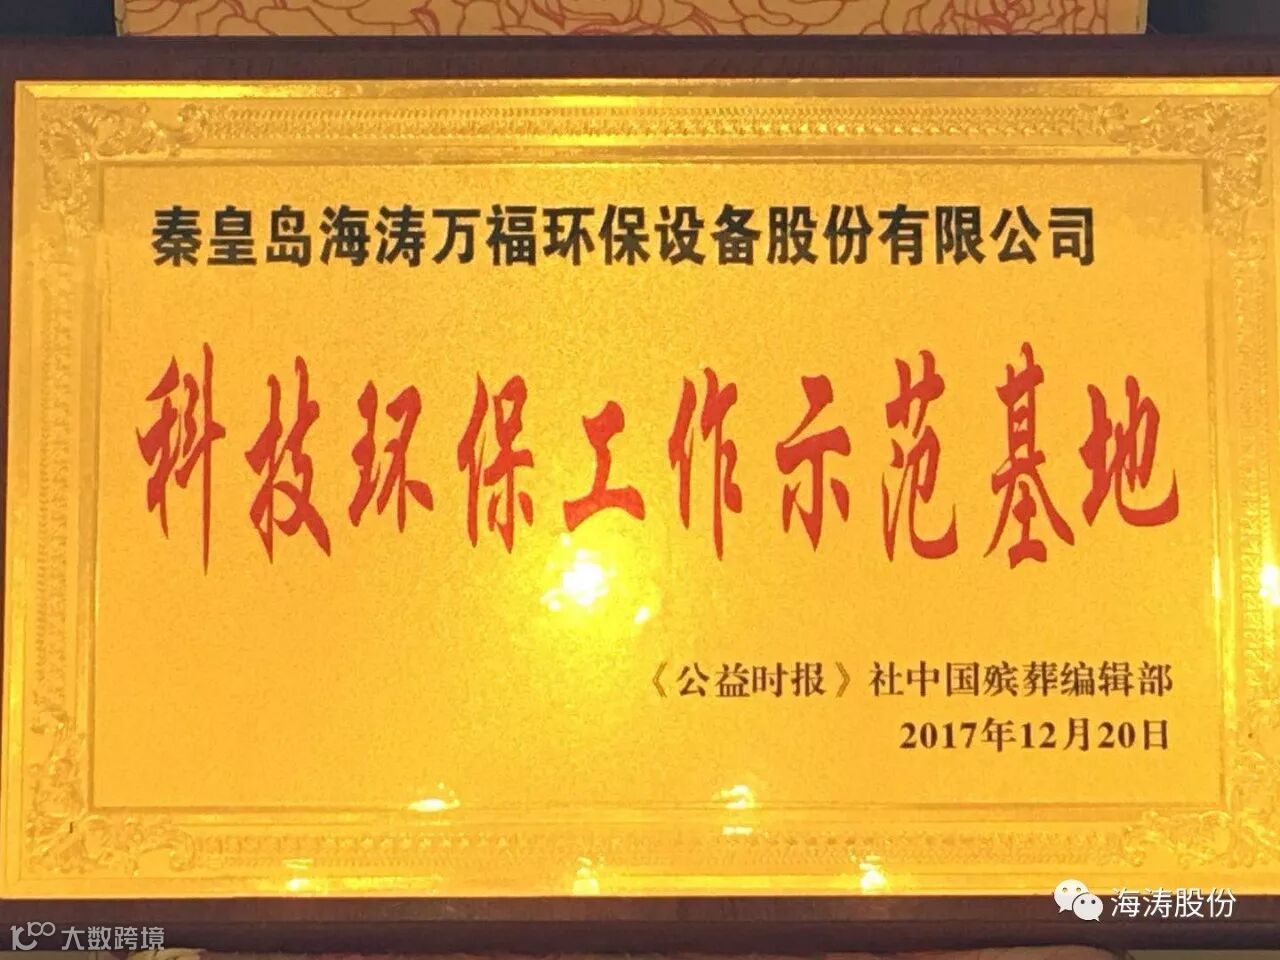 秦皇岛海涛万福环保设备股份有限公司
科技环保工作示范基地
《公益时报》社中国殡葬编辑部
2017年12月20日
海涛股份
大数跨境